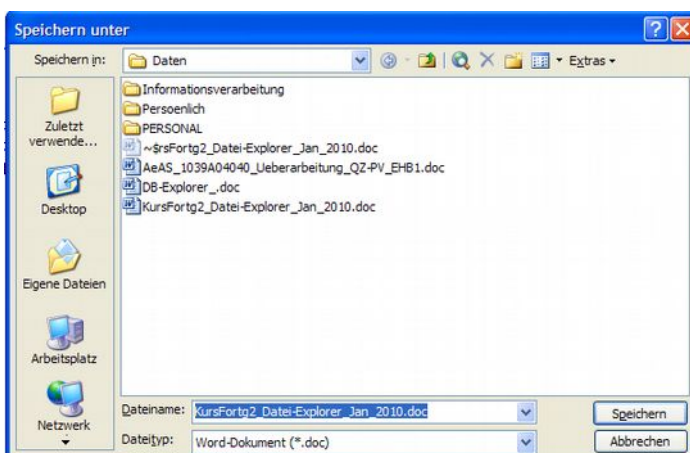 Speichern unter
Speichern in: Daten Extras
Informationsverarbeitung
Persoenlich
PERSONAL
~$rsFortg2_Datei-Explorer_Jan_2010.doc
AeAS_1039A04040_Ueberarbeitung_QZ-PV_EHB1.doc
DB-Explorer_.doc
KursFortg2_Datei-Explorer_Jan_2010.doc
Zuletzt
verwende...
Desktop
Eigene Dateien
Arbeitsplatz
Netzwerk
Dateiname: KursFortg2_Datei-Explorer_Jan_2010.doc Speichern
Dateityp: Word-Dokument (*.doc) Abbrechen